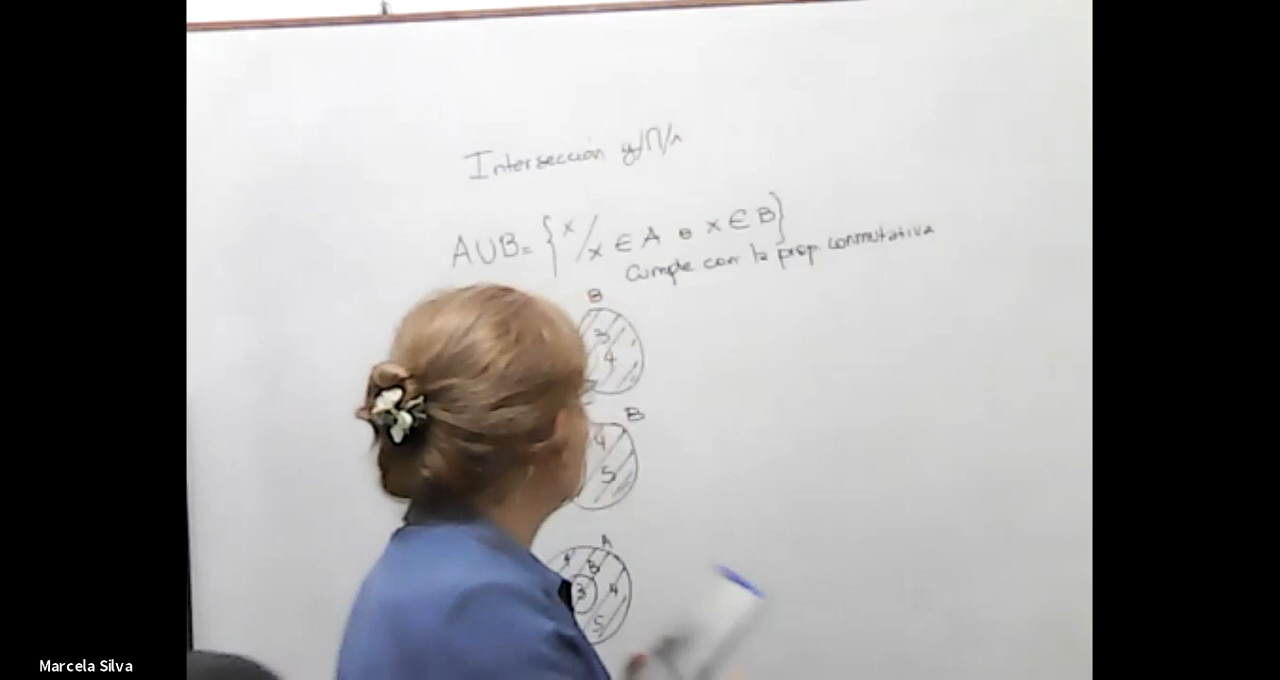 Intersección y/∩/∧
A∪B= {x/x ∈ A o x ∈ B}
Cumple con la prop. conmutativa
B
3
4
B
4
5
A
B
3
4
5
Marcela Silva